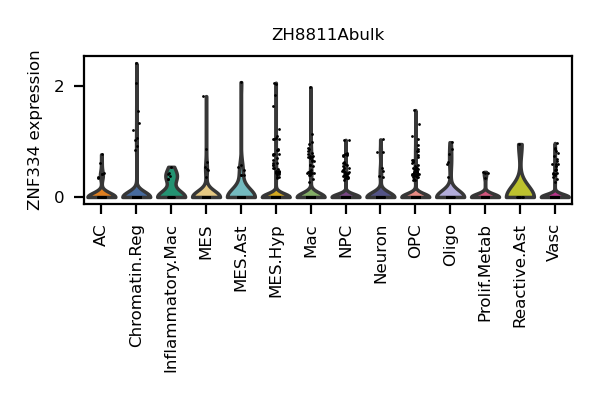 ZH8811Abulk
ZNF334 expression
2
0
AC
Chromatin.Reg
Inflammatory.Mac
MES
MES.Ast
MES.Hyp
Mac
NPC
Neuron
OPC
Oligo
Prolif.Metab
Reactive.Ast
Vasc